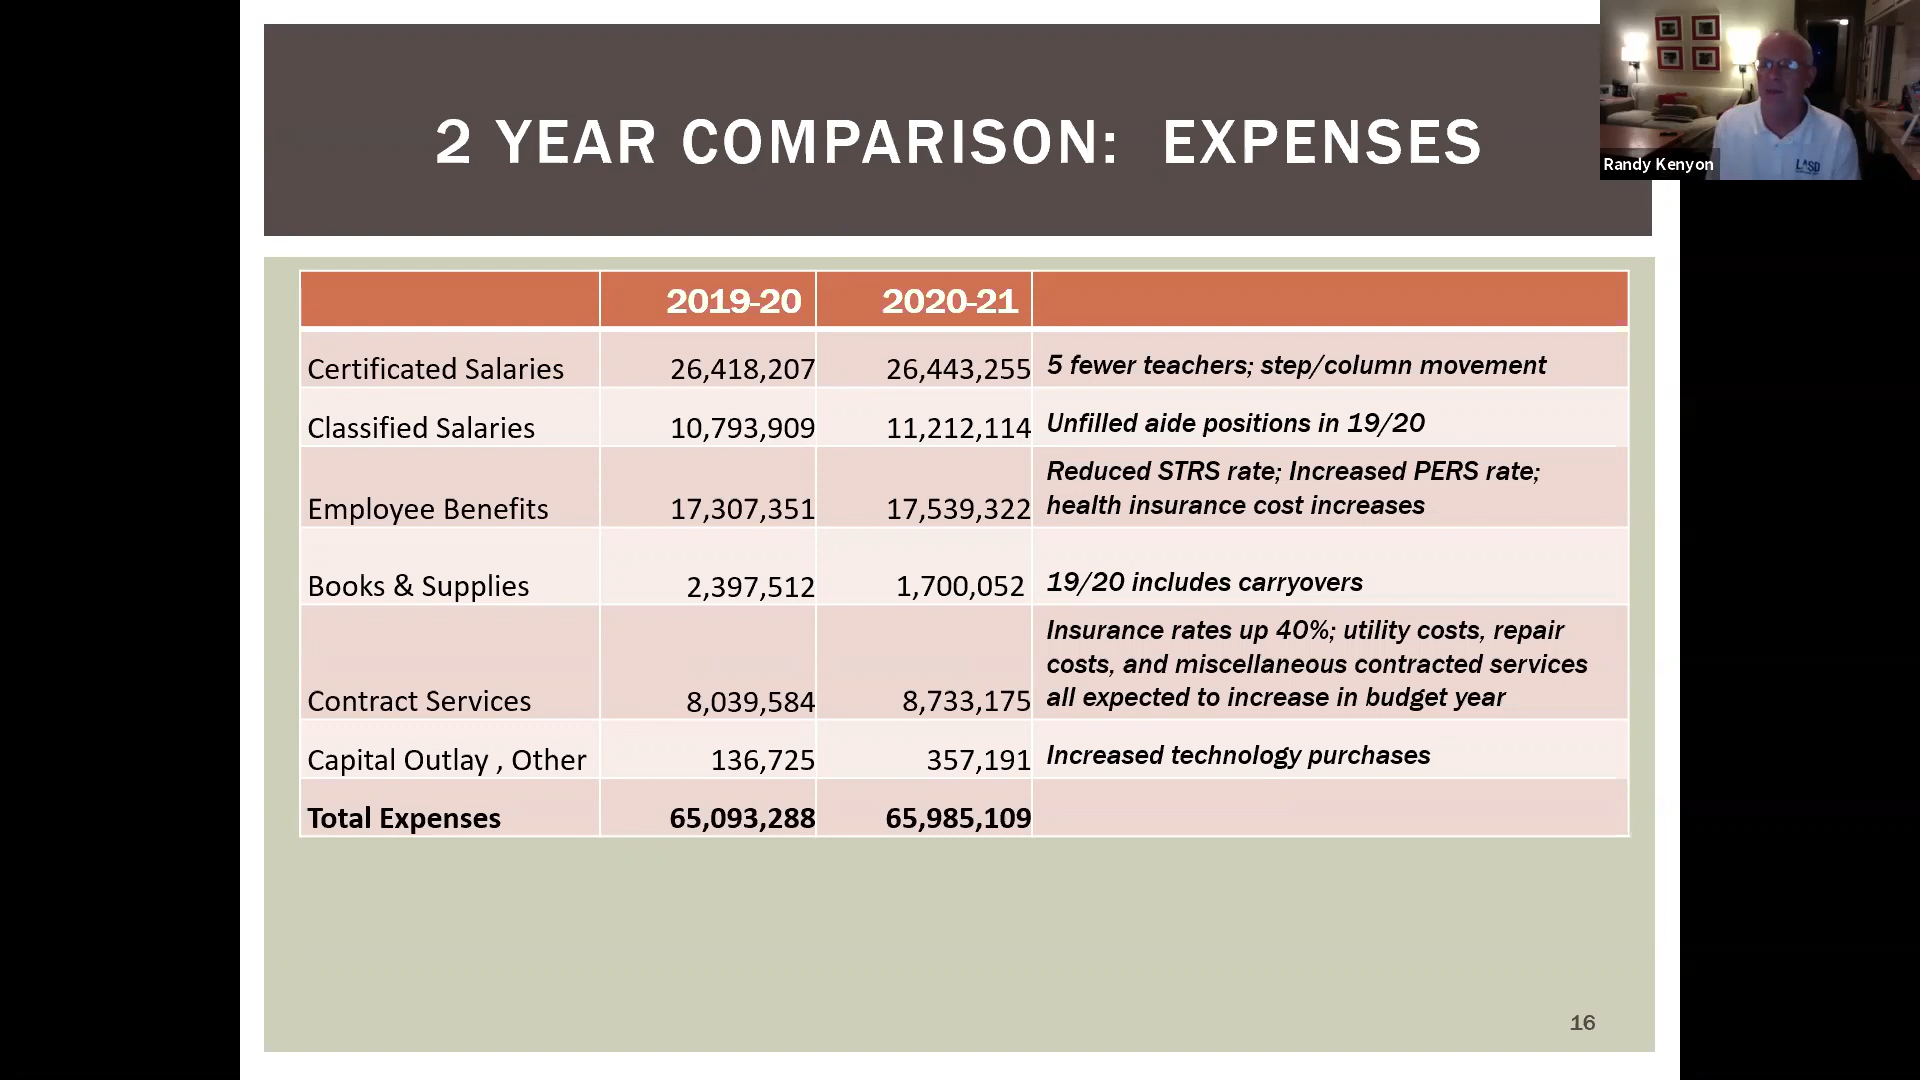 2 YEAR COMPARISON: EXPENSES
Randy Kenyon
LASD
2019-20 2020-21
Certificated Salaries 26,418,207 26,443,255 5 fewer teachers; step/column movement
Classified Salaries 10,793,909 11,212,114 Unfilled aide positions in 19/20
Employee Benefits 17,307,351 17,539,322 Reduced STRS rate; Increased PERS rate;
health insurance cost increases
Books & Supplies 2,397,512 1,700,052 19/20 includes carryovers
Contract Services 8,039,584 8,733,175 Insurance rates up 40%; utility costs, repair
costs, and miscellaneous contracted services
all expected to increase in budget year
Capital Outlay , Other 136,725 357,191 Increased technology purchases
Total Expenses 65,093,288 65,985,109
16